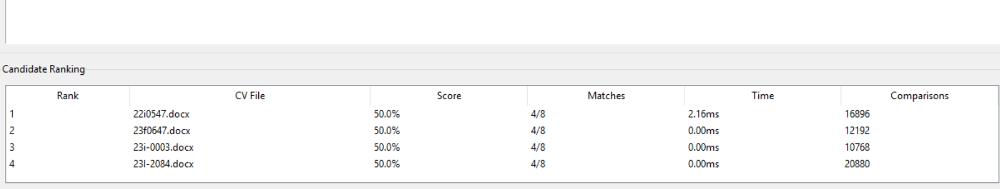 Candidate Ranking
Rank CV File Score Matches Time Comparisons
1 22i0547.docx 50.0% 4/8 2.16ms 16896
2 23f0647.docx 50.0% 4/8 0.00ms 12192
3 23i-0003.docx 50.0% 4/8 0.00ms 10768
4 23l-2084.docx 50.0% 4/8 0.00ms 20880